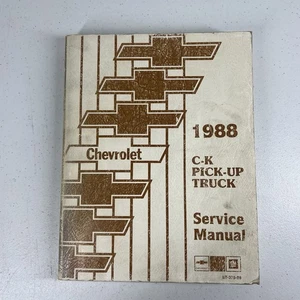 Chevrolet
1988
C-K
PICK-UP
TRUCK
Service
Manual